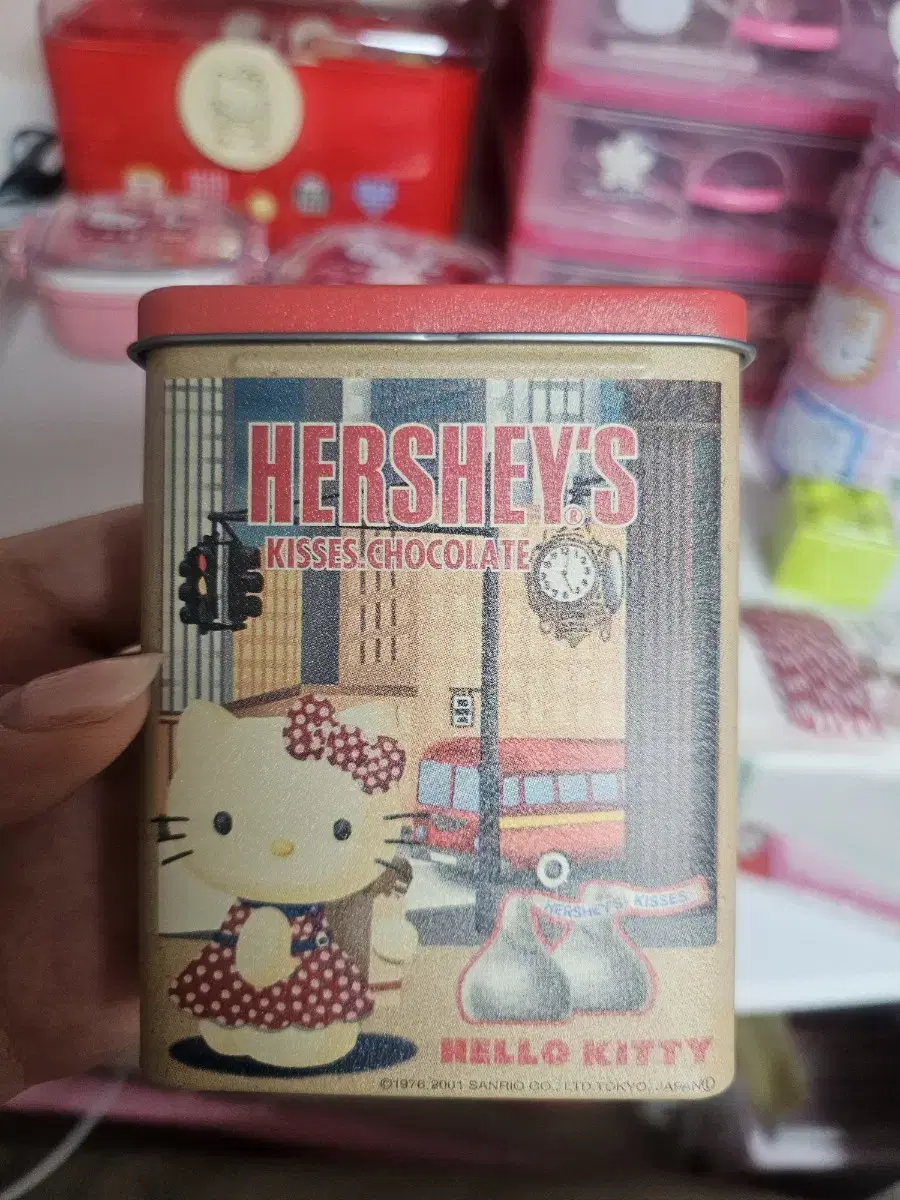 HERSHEY'S®
KISSES CHOCOLATE
HERSHEY'S KISSES
HELLO KITTY
©1976, 2001 SANRIO CO., LTD. TOKYO, JAPAN